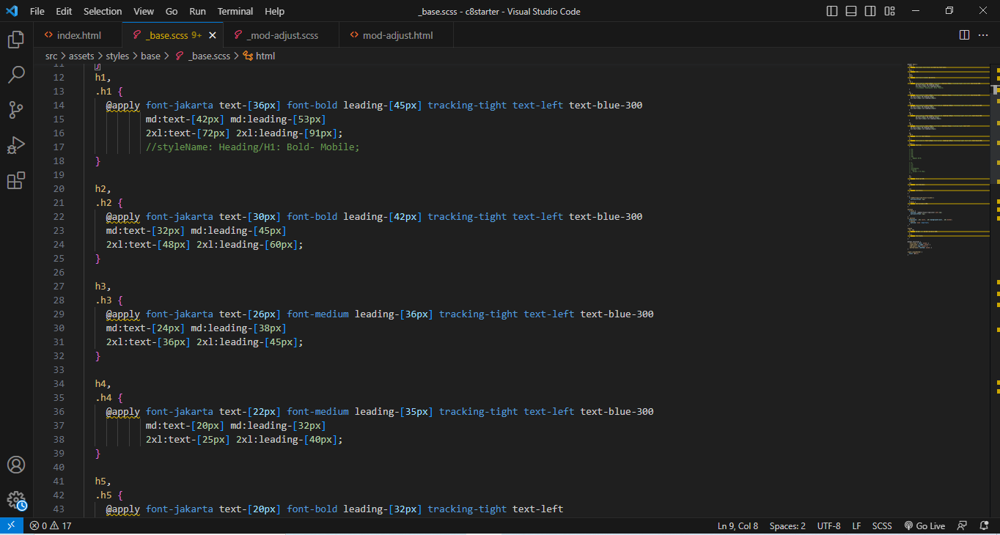 File Edit Selection View Go Run Terminal Help _base.scss - c8starter - Visual Studio Code
index.html _base.scss 9+ _mod-adjust.scss mod-adjust.html
src > assets > styles > base > _base.scss > html
11 }
12 h1,
13 .h1 {
14 @apply font-jakarta text-[36px] font-bold leading-[45px] tracking-tight text-left text-blue-300
15 md:text-[42px] md:leading-[53px]
16 2xl:text-[72px] 2xl:leading-[91px];
17 //styleName: Heading/H1: Bold- Mobile;
18 }
19
20 h2,
21 .h2 {
22 @apply font-jakarta text-[30px] font-bold leading-[42px] tracking-tight text-left text-blue-300
23 md:text-[32px] md:leading-[45px]
24 2xl:text-[48px] 2xl:leading-[60px];
25 }
26
27 h3,
28 .h3 {
29 @apply font-jakarta text-[26px] font-medium leading-[36px] tracking-tight text-left text-blue-300
30 md:text-[24px] md:leading-[38px]
31 2xl:text-[36px] 2xl:leading-[45px];
32 }
33
34 h4,
35 .h4 {
36 @apply font-jakarta text-[22px] font-medium leading-[35px] tracking-tight text-left text-blue-300
37 md:text-[20px] md:leading-[32px]
38 2xl:text-[25px] 2xl:leading-[40px];
39 }
40
41 h5,
42 .h5 {
43 @apply font-jakarta text-[20px] font-bold leading-[32px] tracking-tight text-left
0 17 Ln 9, Col 8 Spaces: 2 UTF-8 LF SCSS Go Live